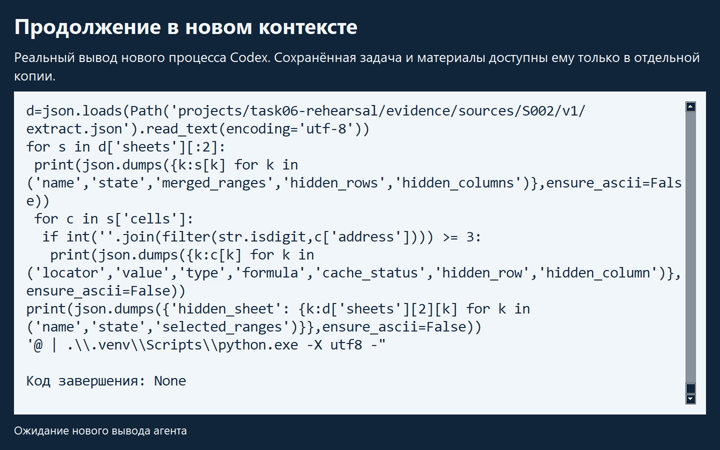 Продолжение в новом контексте
Реальный вывод нового процесса Codex. Сохранённая задача и материалы доступны ему только в отдельной
копии.
d=json.loads(Path('projects/task06-rehearsal/evidence/sources/S002/v1/
extract.json').read_text(encoding='utf-8'))
for s in d['sheets'][:2]:
 print(json.dumps({k:s[k] for k in
('name','state','merged_ranges','hidden_rows','hidden_columns')},ensure_ascii=Fals
e))
 for c in s['cells']:
  if int(''.join(filter(str.isdigit,c['address']))) >= 3:
   print(json.dumps({k:c[k] for k in
('locator','value','type','formula','cache_status','hidden_row','hidden_column')},
ensure_ascii=False))
print(json.dumps({'hidden_sheet': {k:d['sheets'][2][k] for k in
('name','state','selected_ranges')}},ensure_ascii=False))
'@ | .\\.venv\\Scripts\\python.exe -X utf8 -"
Код завершения: None
Ожидание нового вывода агента